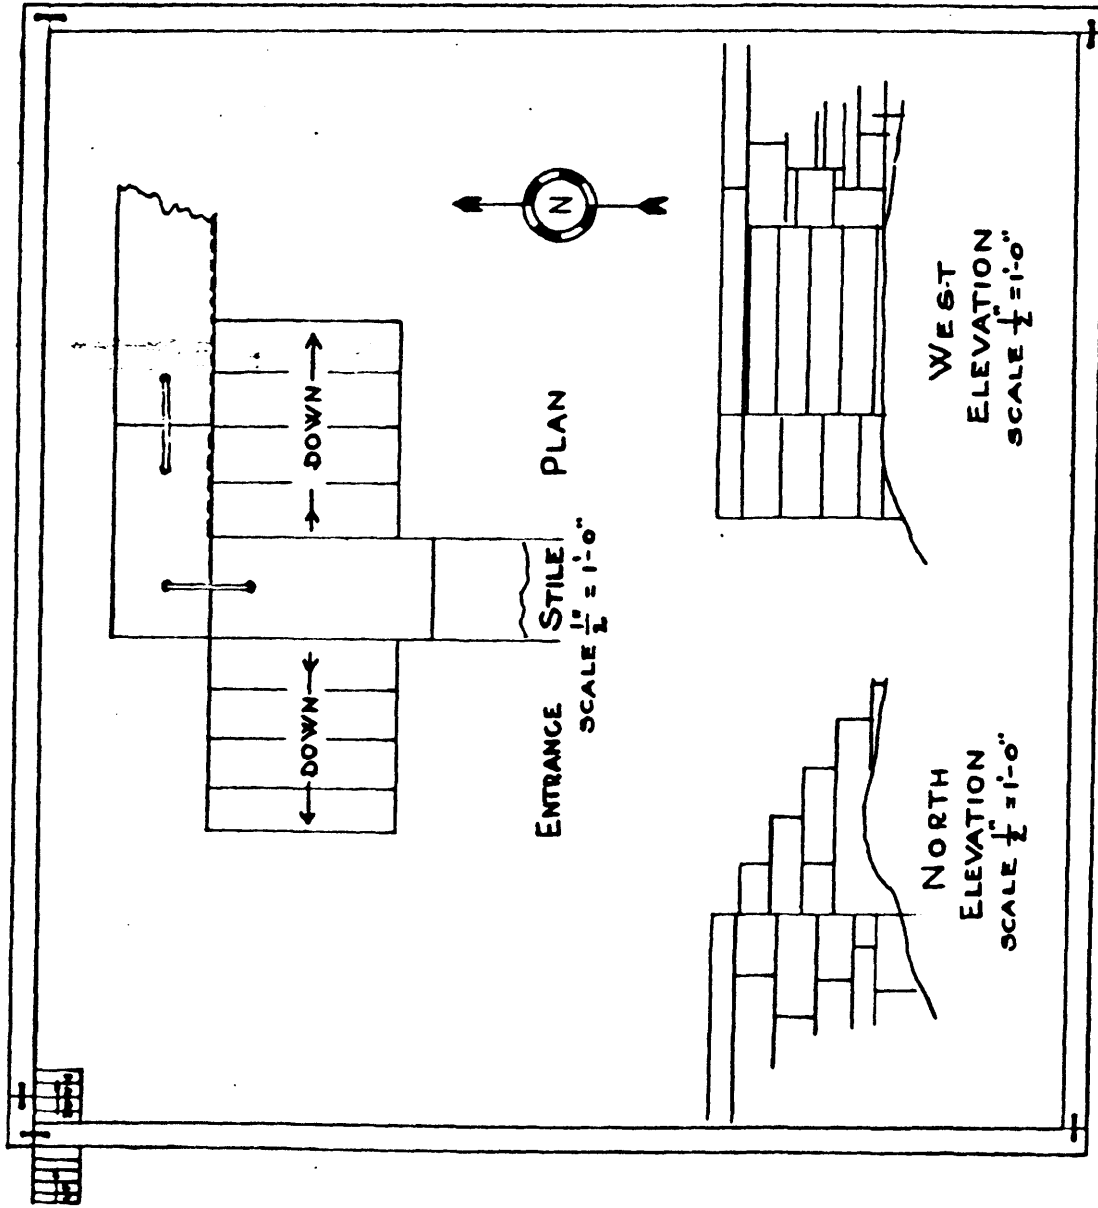 DOWN
DOWN
N
ENTRANCE STILE PLAN
SCALE 1/2" = 1'-0"
NORTH
ELEVATION
SCALE 1/2" = 1'-0"
WEST
ELEVATION
SCALE 1/2" = 1'-0"